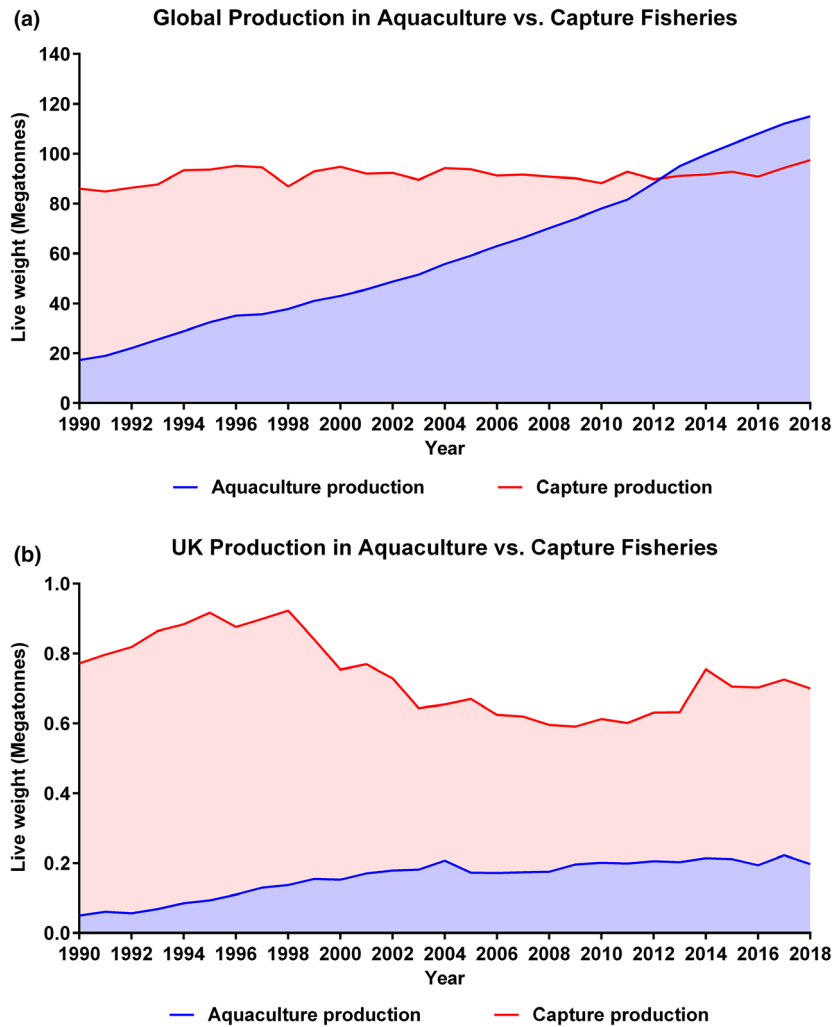 (a)
Global Production in Aquaculture vs. Capture Fisheries
Live weight (Megatonnes)
140
120
100
80
60
40
20
0
1990 1992 1994 1996 1998 2000 2002 2004 2006 2008 2010 2012 2014 2016 2018
Year
Aquaculture production Capture production
(b)
UK Production in Aquaculture vs. Capture Fisheries
Live weight (Megatonnes)
1.0
0.8
0.6
0.4
0.2
0.0
1990 1992 1994 1996 1998 2000 2002 2004 2006 2008 2010 2012 2014 2016 2018
Year
Aquaculture production Capture production